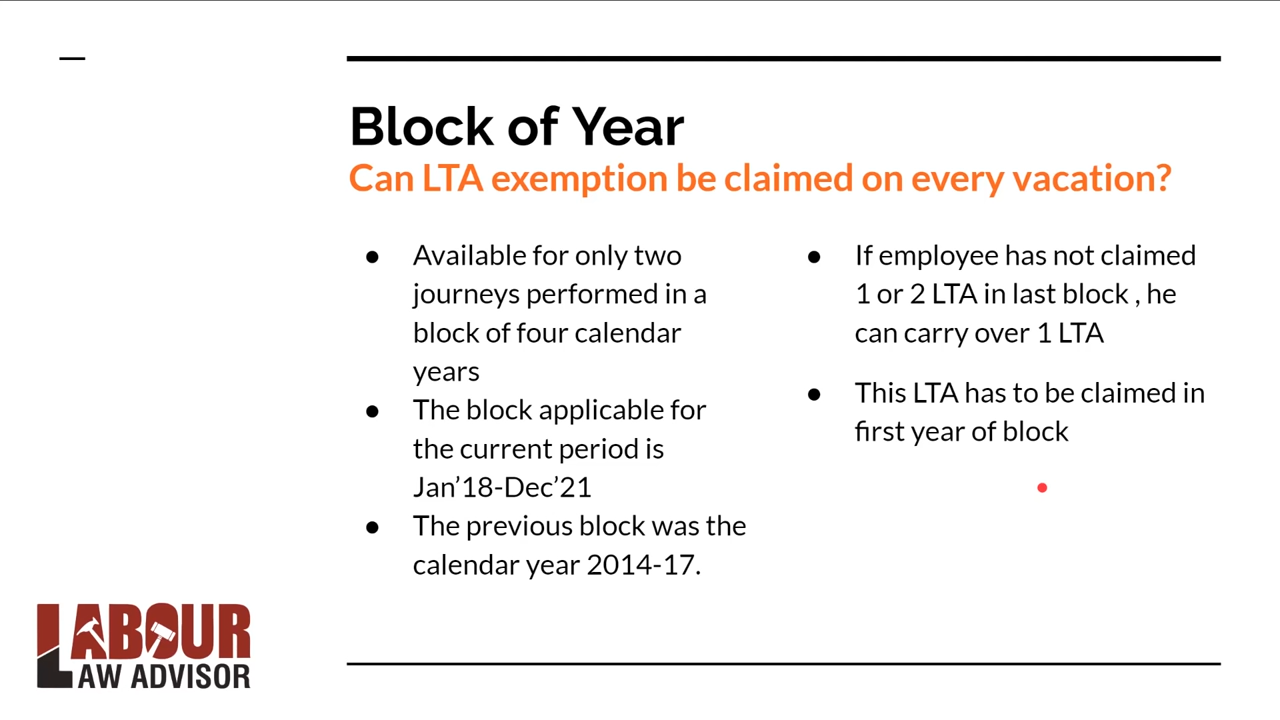 Block of Year
Can LTA exemption be claimed on every vacation?
● Available for only two
journeys performed in a
block of four calendar
years
● The block applicable for
the current period is
Jan’18-Dec’21
● The previous block was the
calendar year 2014-17.
● If employee has not claimed
1 or 2 LTA in last block , he
can carry over 1 LTA
● This LTA has to be claimed in
first year of block
LABOUR
LAW ADVISOR